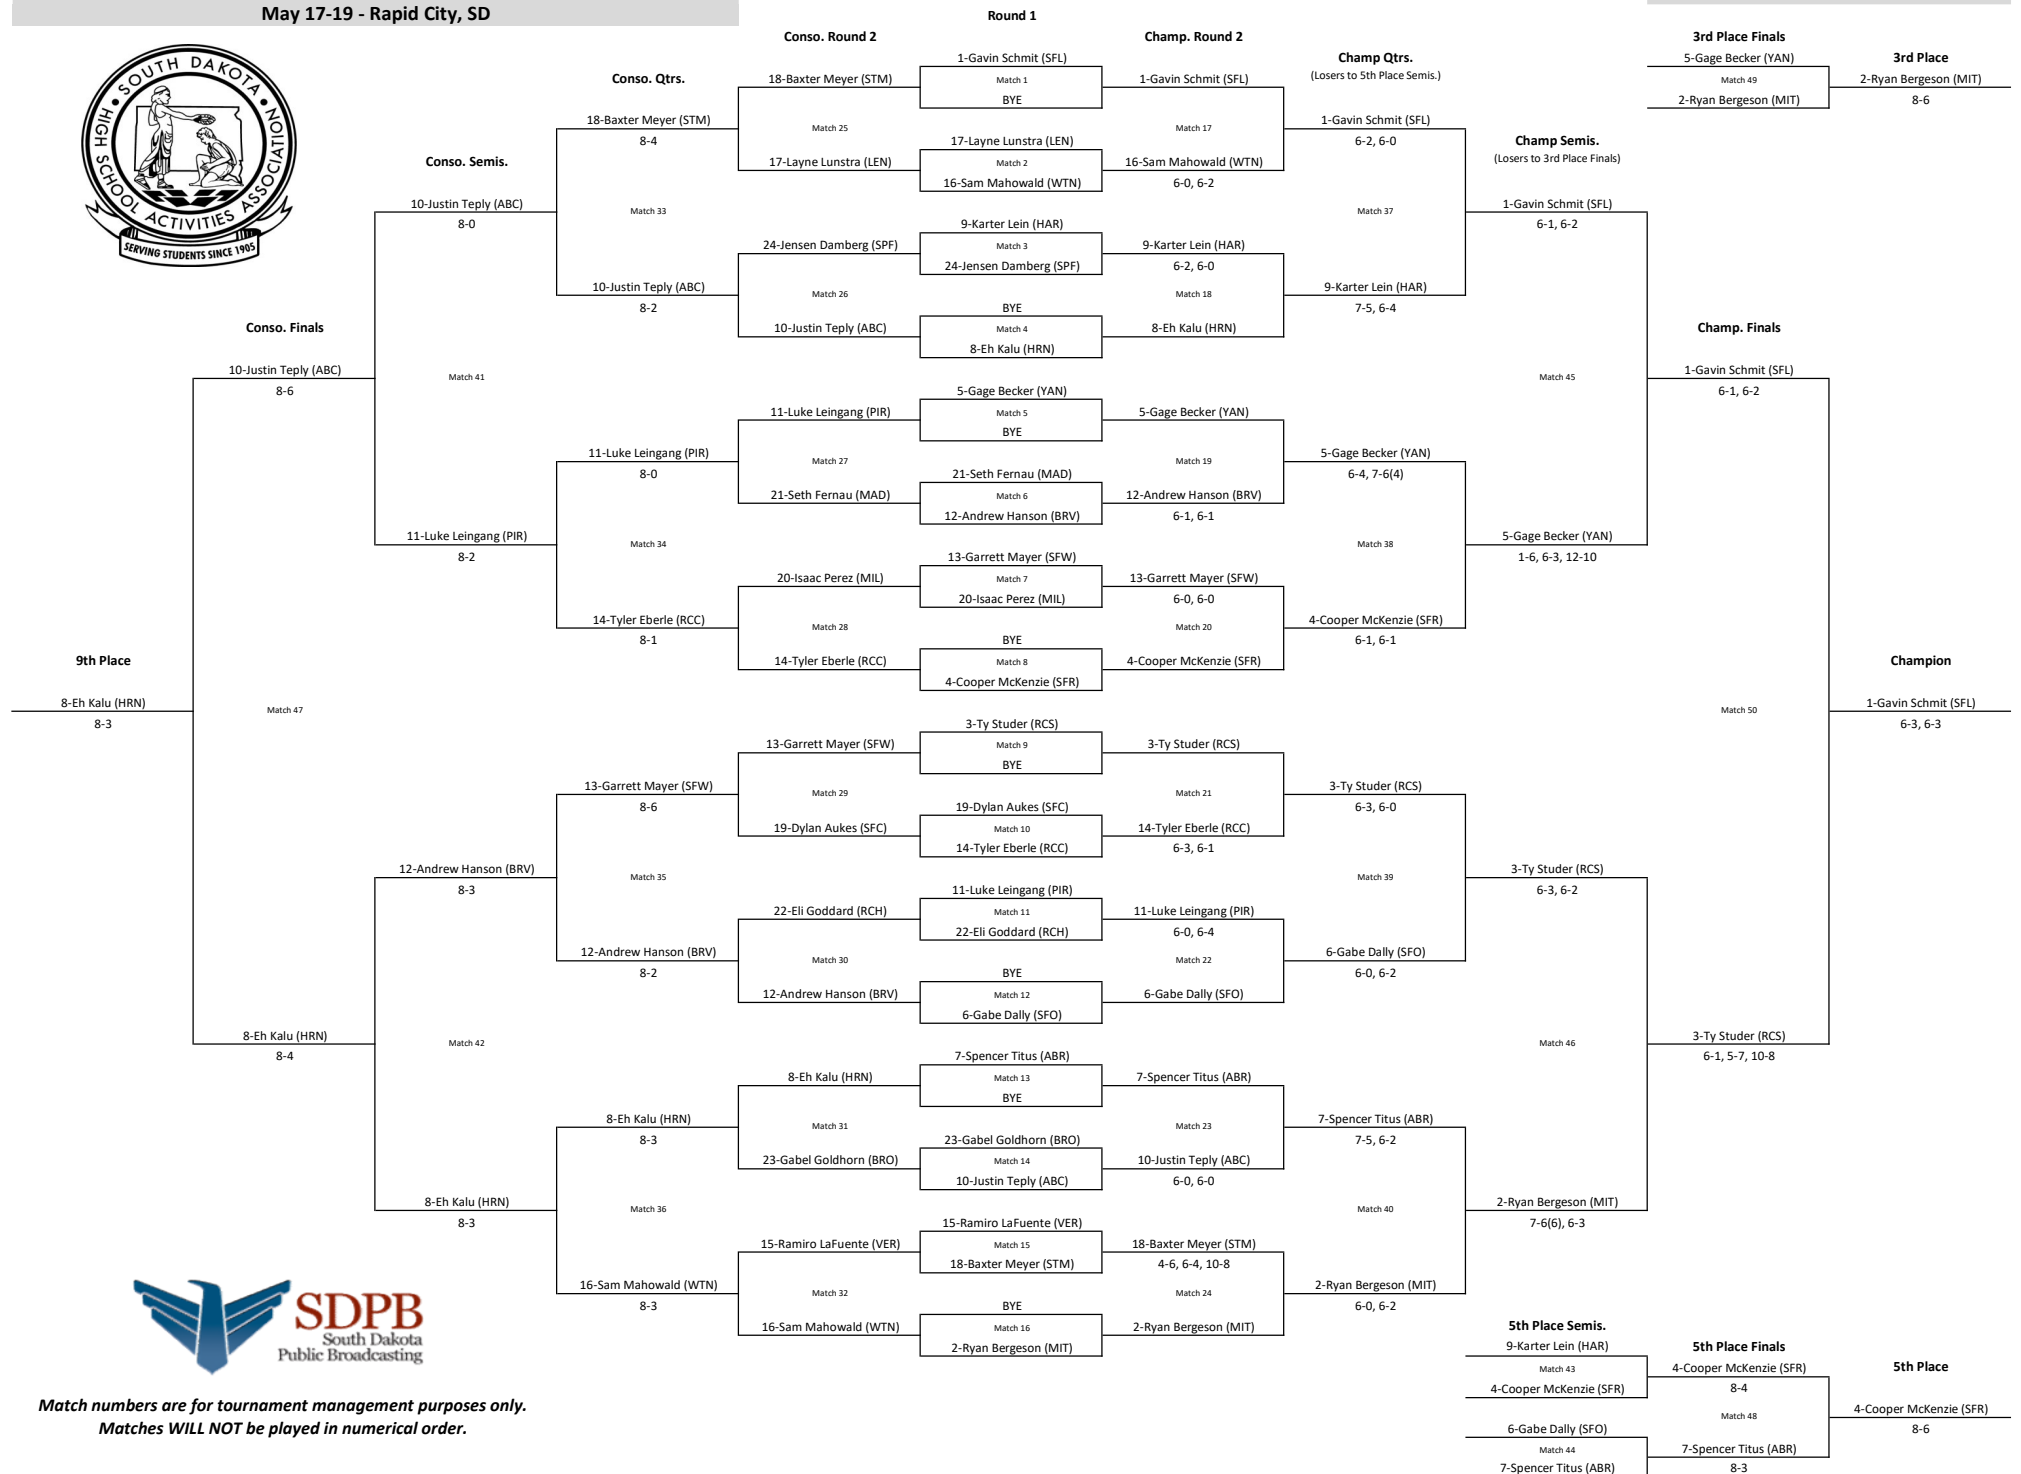 May 17-19 - Rapid City, SD
SOUTH DAKOTA
HIGH SCHOOL ACTIVITIES ASSOCIATION
SERVING STUDENTS SINCE 1905
9th Place
8-Eh Kalu (HRN)
8-3
Conso. Finals
10-Justin Teply (ABC)
8-6
Match 47
8-Eh Kalu (HRN)
8-4
Conso. Semis.
10-Justin Teply (ABC)
8-0
Match 41
11-Luke Leingang (PIR)
8-2
12-Andrew Hanson (BRV)
8-3
Match 42
8-Eh Kalu (HRN)
8-3
Conso. Qtrs.
18-Baxter Meyer (STM)
8-4
Match 33
10-Justin Teply (ABC)
8-2
11-Luke Leingang (PIR)
8-0
Match 34
14-Tyler Eberle (RCC)
8-1
13-Garrett Mayer (SFW)
8-6
Match 35
12-Andrew Hanson (BRV)
8-2
8-Eh Kalu (HRN)
8-3
Match 36
16-Sam Mahowald (WTN)
8-3
Conso. Round 2
18-Baxter Meyer (STM)
Match 25
17-Layne Lunstra (LEN)
24-Jensen Damberg (SPF)
Match 26
10-Justin Teply (ABC)
11-Luke Leingang (PIR)
Match 27
21-Seth Fernau (MAD)
20-Isaac Perez (MIL)
Match 28
14-Tyler Eberle (RCC)
13-Garrett Mayer (SFW)
Match 29
19-Dylan Aukes (SFC)
22-Eli Goddard (RCH)
Match 30
12-Andrew Hanson (BRV)
8-Eh Kalu (HRN)
Match 31
23-Gabel Goldhorn (BRO)
15-Ramiro LaFuente (VER)
Match 32
16-Sam Mahowald (WTN)
Round 1
1-Gavin Schmit (SFL)
Match 1
BYE
17-Layne Lunstra (LEN)
Match 2
16-Sam Mahowald (WTN)
9-Karter Lein (HAR)
Match 3
24-Jensen Damberg (SPF)
BYE
Match 4
8-Eh Kalu (HRN)
5-Gage Becker (YAN)
Match 5
BYE
21-Seth Fernau (MAD)
Match 6
12-Andrew Hanson (BRV)
13-Garrett Mayer (SFW)
Match 7
20-Isaac Perez (MIL)
BYE
Match 8
4-Cooper McKenzie (SFR)
3-Ty Studer (RCS)
Match 9
BYE
19-Dylan Aukes (SFC)
Match 10
14-Tyler Eberle (RCC)
11-Luke Leingang (PIR)
Match 11
22-Eli Goddard (RCH)
BYE
Match 12
6-Gabe Dally (SFO)
7-Spencer Titus (ABR)
Match 13
BYE
23-Gabel Goldhorn (BRO)
Match 14
10-Justin Teply (ABC)
15-Ramiro LaFuente (VER)
Match 15
18-Baxter Meyer (STM)
BYE
Match 16
2-Ryan Bergeson (MIT)
Champ. Round 2
1-Gavin Schmit (SFL)
Match 17
16-Sam Mahowald (WTN)
6-0, 6-2
9-Karter Lein (HAR)
6-2, 6-0
Match 18
8-Eh Kalu (HRN)
5-Gage Becker (YAN)
Match 19
12-Andrew Hanson (BRV)
6-1, 6-1
13-Garrett Mayer (SFW)
6-0, 6-0
Match 20
4-Cooper McKenzie (SFR)
3-Ty Studer (RCS)
Match 21
14-Tyler Eberle (RCC)
6-3, 6-1
11-Luke Leingang (PIR)
6-0, 6-4
Match 22
6-Gabe Dally (SFO)
7-Spencer Titus (ABR)
Match 23
10-Justin Teply (ABC)
6-0, 6-0
18-Baxter Meyer (STM)
4-6, 6-4, 10-8
Match 24
2-Ryan Bergeson (MIT)
Champ Qtrs.
(Losers to 5th Place Semis.)
1-Gavin Schmit (SFL)
6-2, 6-0
Match 37
9-Karter Lein (HAR)
7-5, 6-4
5-Gage Becker (YAN)
6-4, 7-6(4)
Match 38
4-Cooper McKenzie (SFR)
6-1, 6-1
3-Ty Studer (RCS)
6-3, 6-0
Match 39
6-Gabe Dally (SFO)
6-0, 6-2
7-Spencer Titus (ABR)
7-5, 6-2
Match 40
2-Ryan Bergeson (MIT)
6-0, 6-2
Champ Semis.
(Losers to 3rd Place Finals)
1-Gavin Schmit (SFL)
6-1, 6-2
Match 45
5-Gage Becker (YAN)
1-6, 6-3, 12-10
3-Ty Studer (RCS)
6-3, 6-2
Match 46
2-Ryan Bergeson (MIT)
7-6(6), 6-3
Champ. Finals
1-Gavin Schmit (SFL)
6-1, 6-2
Match 50
3-Ty Studer (RCS)
6-1, 5-7, 10-8
Champion
1-Gavin Schmit (SFL)
6-3, 6-3
3rd Place Finals
5-Gage Becker (YAN)
Match 49
2-Ryan Bergeson (MIT)
3rd Place
2-Ryan Bergeson (MIT)
8-6
5th Place Semis.
9-Karter Lein (HAR)
Match 43
4-Cooper McKenzie (SFR)
6-Gabe Dally (SFO)
Match 44
7-Spencer Titus (ABR)
5th Place Finals
4-Cooper McKenzie (SFR)
8-4
Match 48
7-Spencer Titus (ABR)
8-3
5th Place
4-Cooper McKenzie (SFR)
8-6
SDPB
South Dakota
Public Broadcasting
Match numbers are for tournament management purposes only.
Matches WILL NOT be played in numerical order.